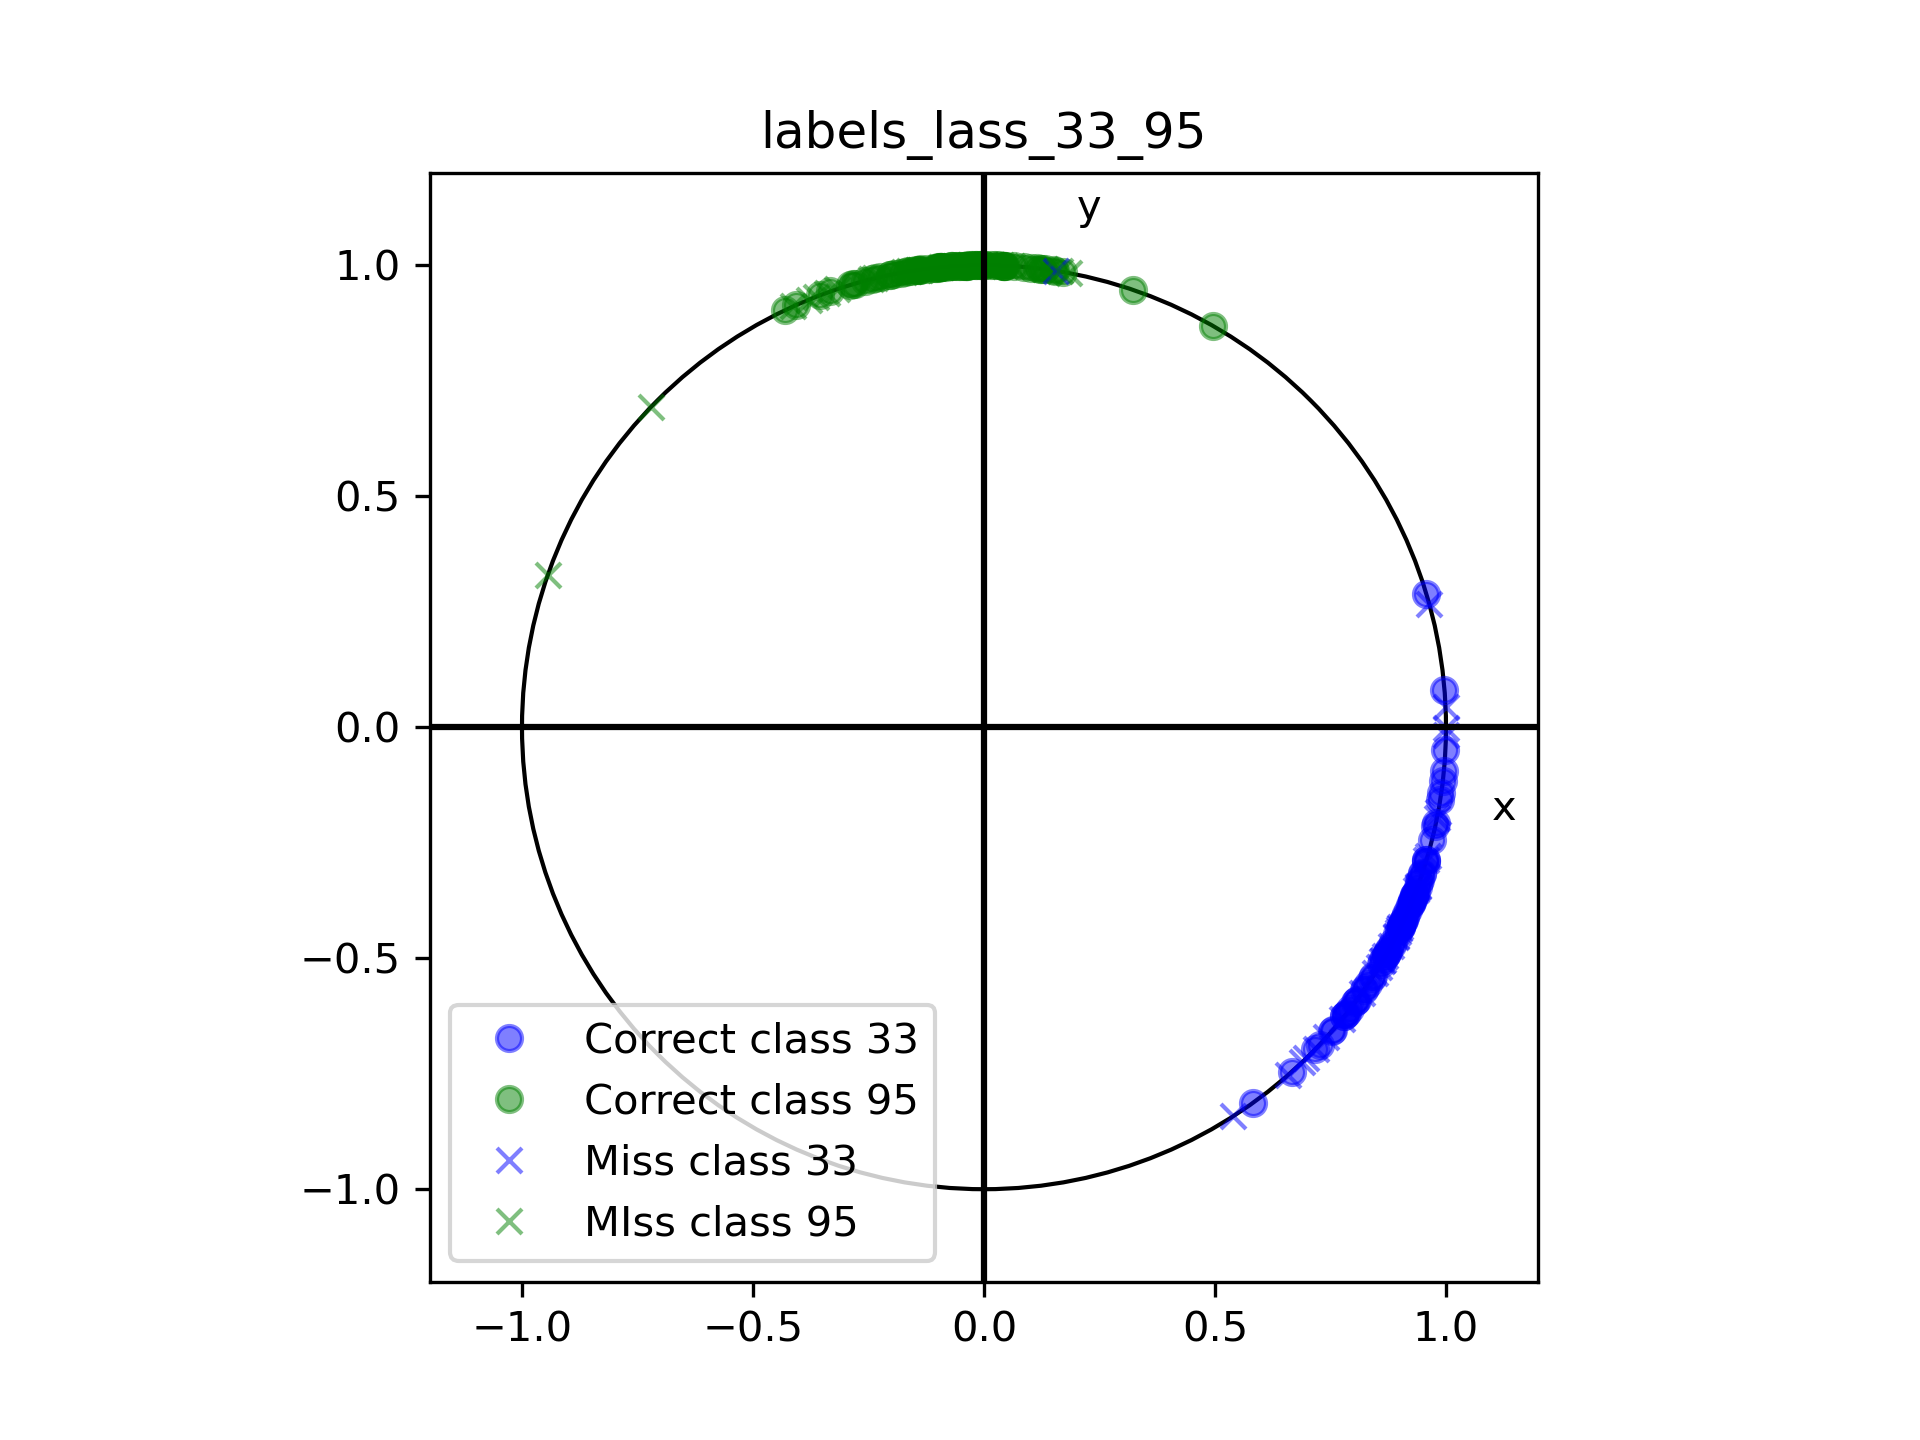 labels_lass_33_95
y
1.0
0.5
0.0
x
−0.5
−1.0
Correct class 33
Correct class 95
Miss class 33
MIss class 95
−1.0 −0.5 0.0 0.5 1.0